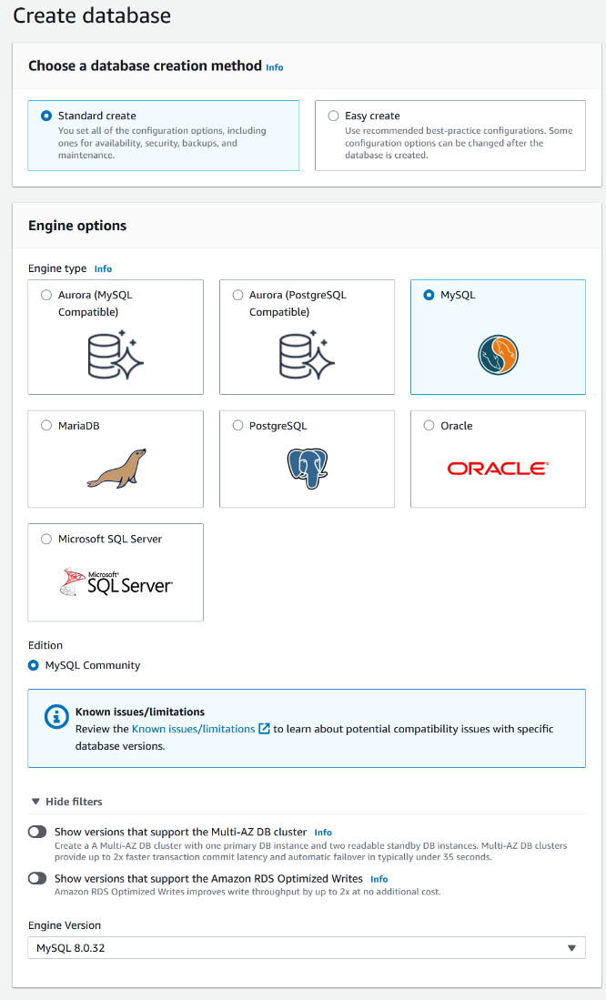 Create database
Choose a database creation method Info
Standard create
You set all of the configuration options, including
ones for availability, security, backups, and
maintenance.
Easy create
Use recommended best-practice configurations. Some
configuration options can be changed after the
database is created.
Engine options
Engine type Info
Aurora (MySQL
Compatible)
Aurora (PostgreSQL
Compatible)
MySQL
MariaDB
PostgreSQL
Oracle
ORACLE
Microsoft SQL Server
Microsoft
SQL Server
Edition
MySQL Community
Known issues/limitations
Review the Known issues/limitations to learn about potential compatibility issues with specific
database versions.
Hide filters
Show versions that support the Multi-AZ DB cluster Info
Create a A Multi-AZ DB cluster with one primary DB instance and two readable standby DB instances. Multi-AZ DB clusters
provide up to 2x faster transaction commit latency and automatic failover in typically under 35 seconds.
Show versions that support the Amazon RDS Optimized Writes Info
Amazon RDS Optimized Writes improves write throughput by up to 2x at no additional cost.
Engine Version
MySQL 8.0.32